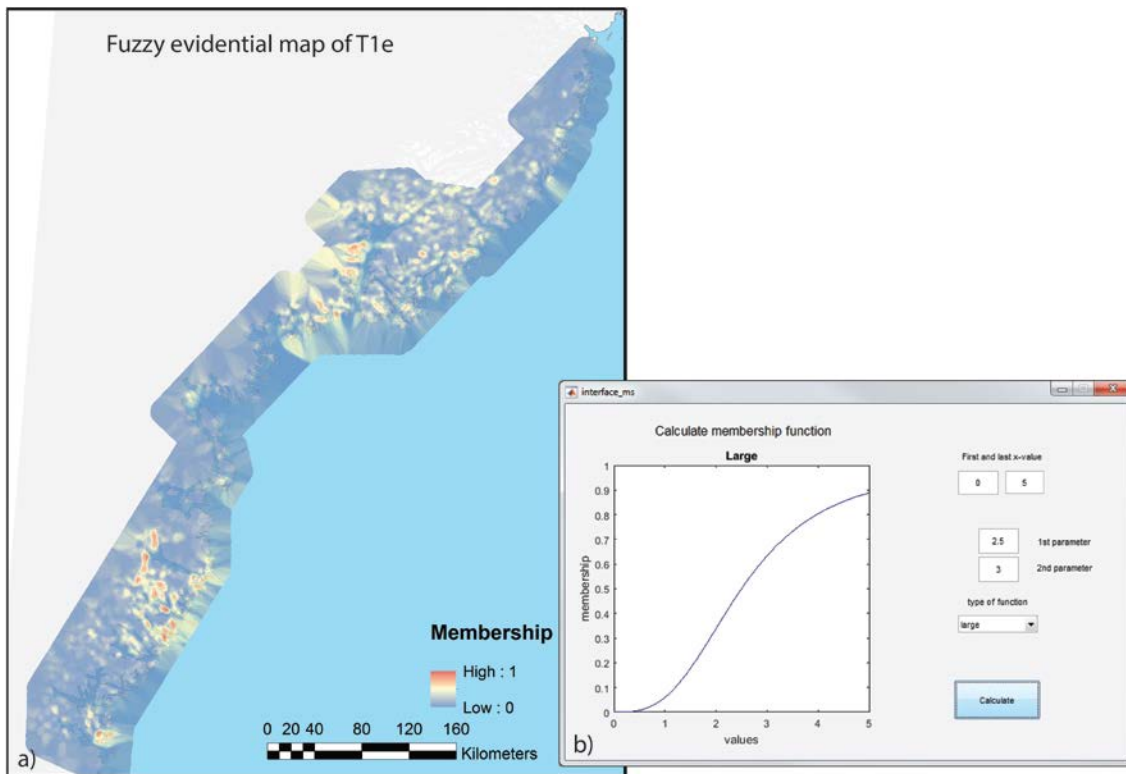 Fuzzy evidential map of T1e
Membership
High : 1
Low : 0
0 20 40 80 120 160
Kilometers
a)
interface_ms
Calculate membership function
Large
1
0.9
0.8
0.7
0.6
0.5
0.4
0.3
0.2
0.1
0
membership
0 1 2 3 4 5
values
First and last x-value
0 5
2.5 1st parameter
3 2nd parameter
type of function
large
Calculate
b)